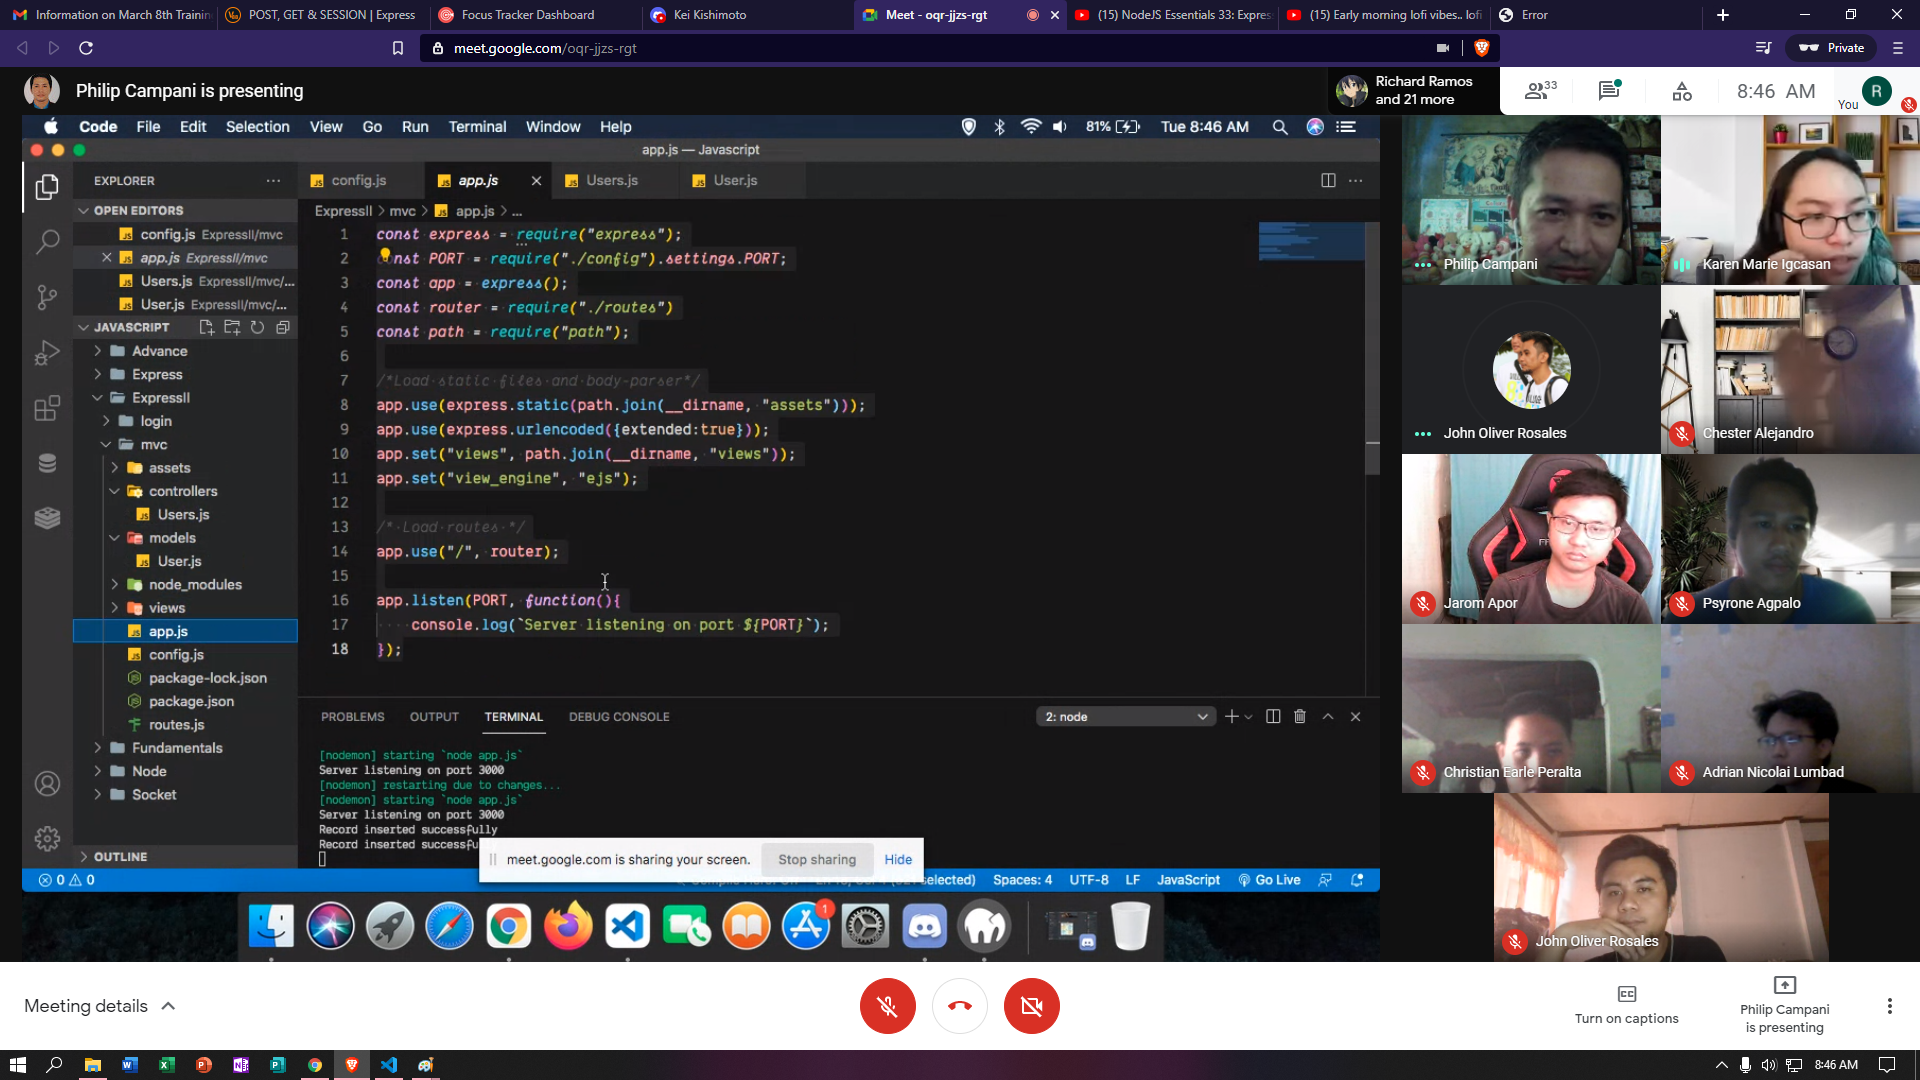 Information on March 8th Trainin
POST, GET & SESSION | Express
Focus Tracker Dashboard
Kei Kishimoto
Meet - oqr-jjzs-rgt
(15) NodeJS Essentials 33: Expres
(15) Early morning lofi vibes.. lofi
Error
meet.google.com/oqr-jjzs-rgt
Private
Philip Campani is presenting
Richard Ramos
and 21 more
33
8:46 AM
You
R
Code File Edit Selection View Go Run Terminal Window Help
81%
Tue 8:46 AM
app.js — Javascript
EXPLORER
config.js
app.js
Users.js
User.js
OPEN EDITORS
config.js ExpressII/mvc
app.js ExpressII/mvc
Users.js ExpressII/mvc/...
User.js ExpressII/mvc/...
JAVASCRIPT
Advance
Express
ExpressII
login
mvc
assets
controllers
Users.js
models
User.js
node_modules
views
app.js
config.js
package-lock.json
package.json
routes.js
Fundamentals
Node
Socket
OUTLINE
ExpressII > mvc > app.js > ...
1 const express = require("express");
2 const PORT = require("./config").settings.PORT;
3 const app = express();
4 const router = require("./routes")
5 const path = require("path");
6
7 /*Load static files and body-parser*/
8 app.use(express.static(path.join(__dirname, "assets")));
9 app.use(express.urlencoded({extended:true}));
10 app.set("views", path.join(__dirname, "views"));
11 app.set("view_engine", "ejs");
12
13 /* Load routes */
14 app.use("/", router);
15
16 app.listen(PORT, function(){
17 console.log(`Server listening on port ${PORT}`);
18 });
PROBLEMS OUTPUT TERMINAL DEBUG CONSOLE
2: node
[nodemon] starting `node app.js`
Server listening on port 3000
[nodemon] restarting due to changes...
[nodemon] starting `node app.js`
Server listening on port 3000
Record inserted successfully
Record inserted successfu
meet.google.com is sharing your screen.
Stop sharing
Hide
0 0
selected)
Spaces: 4
UTF-8
LF
JavaScript
Go Live
1
Philip Campani
Karen Marie Igcasan
John Oliver Rosales
Chester Alejandro
Jarom Apor
Psyrone Agpalo
Christian Earle Peralta
Adrian Nicolai Lumbad
John Oliver Rosales
Meeting details
Turn on captions
Philip Campani
is presenting
8:46 AM